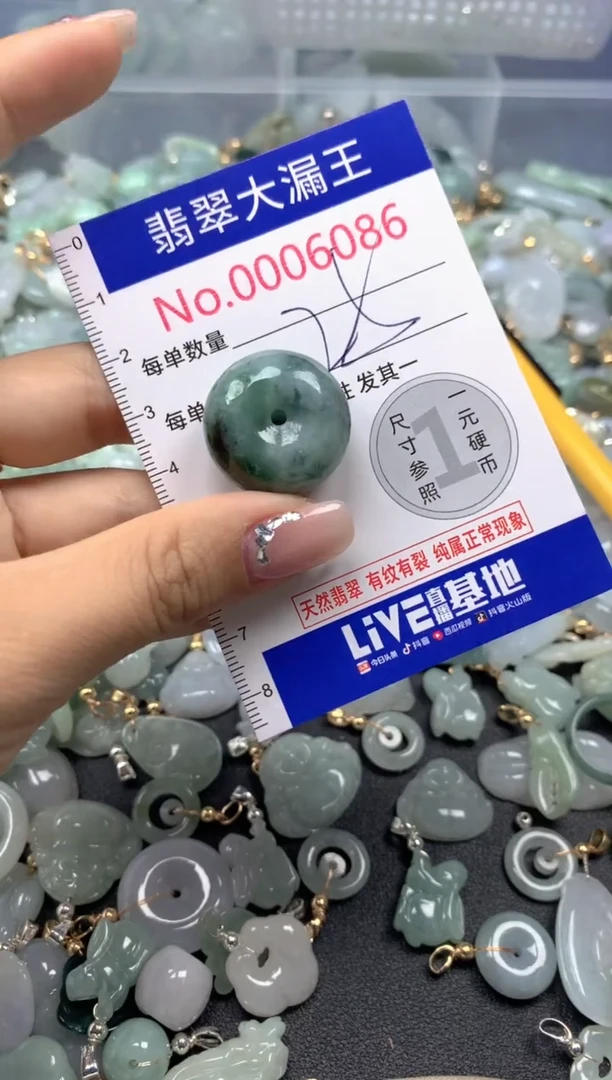 翡翠大漏王
No.0006086
每单数量
每单
发其一
尺寸参照
1
一元硬币
天然翡翠 有纹有裂 纯属正常现象
LIVE直播基地
今日头条 抖音 西瓜视频 抖音火山版
0
1
2
3
4
7
8